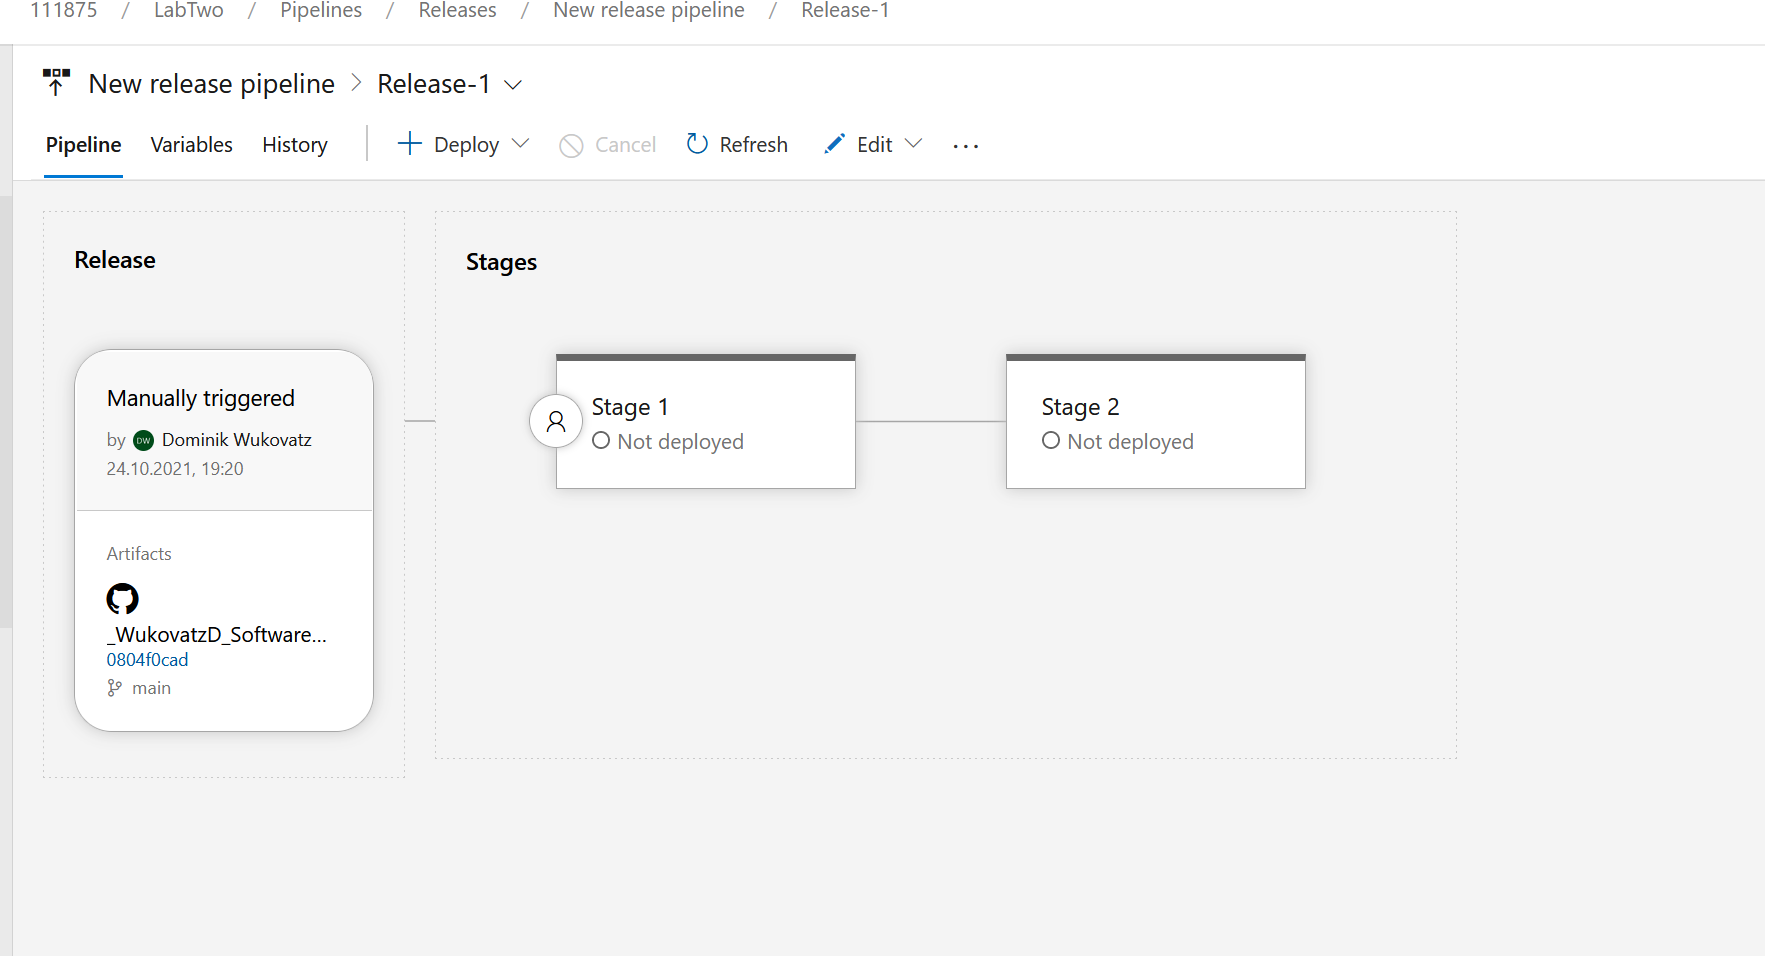 111875 / LabTwo / Pipelines / Releases / New release pipeline / Release-1
New release pipeline > Release-1
Pipeline Variables History Deploy Cancel Refresh Edit ...
Release
Manually triggered
by DW Dominik Wukovatz
24.10.2021, 19:20
Artifacts
_WukovatzD_Software...
0804f0cad
main
Stages
Stage 1
Not deployed
Stage 2
Not deployed